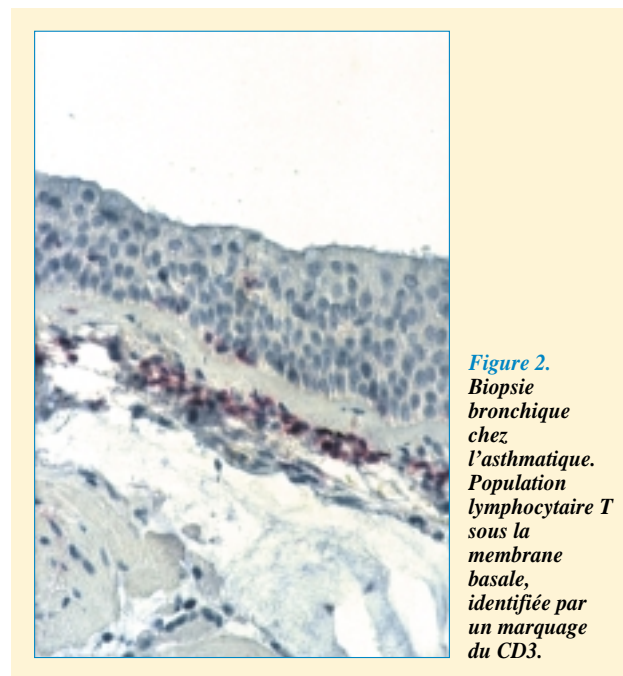 Figure 2.
Biopsie
bronchique
chez
l'asthmatique.
Population
lymphocytaire T
sous la
membrane
basale,
identifiée par
un marquage
du CD3.